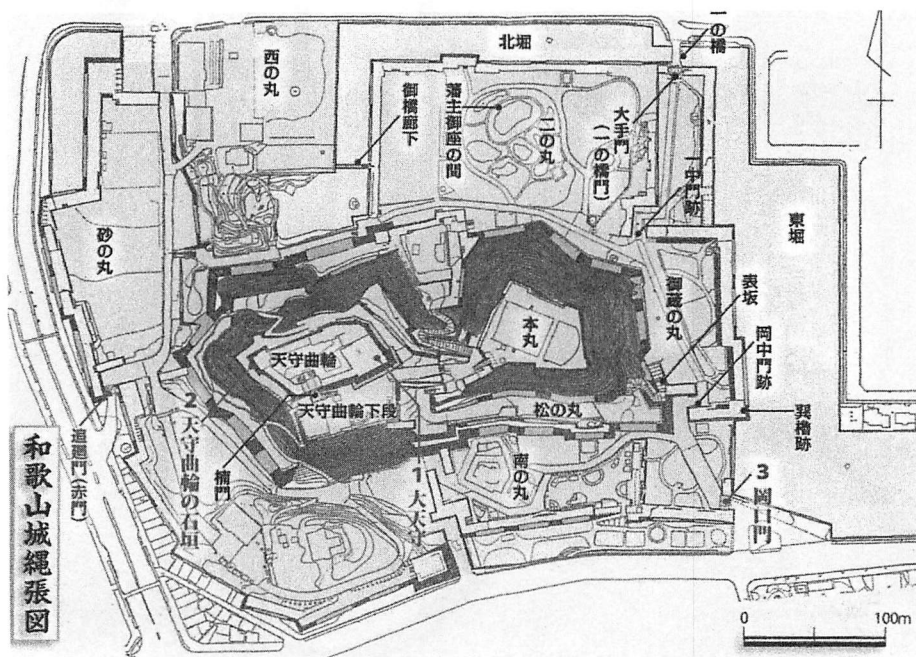 一の橋
北堀
西の丸
御橋廊下
藩主御座の間
二の丸
大手門
(一の橋門)
中門跡
東堀
砂の丸
御蔵の丸
表坂
本丸
岡中門跡
天守曲輪
天守曲輪下段
松の丸
巽櫓跡
2 天守曲輪の石垣
楠門
1 大天守
南の丸
3 岡口門
追廻門(赤門)
和歌山城縄張図
0
100m